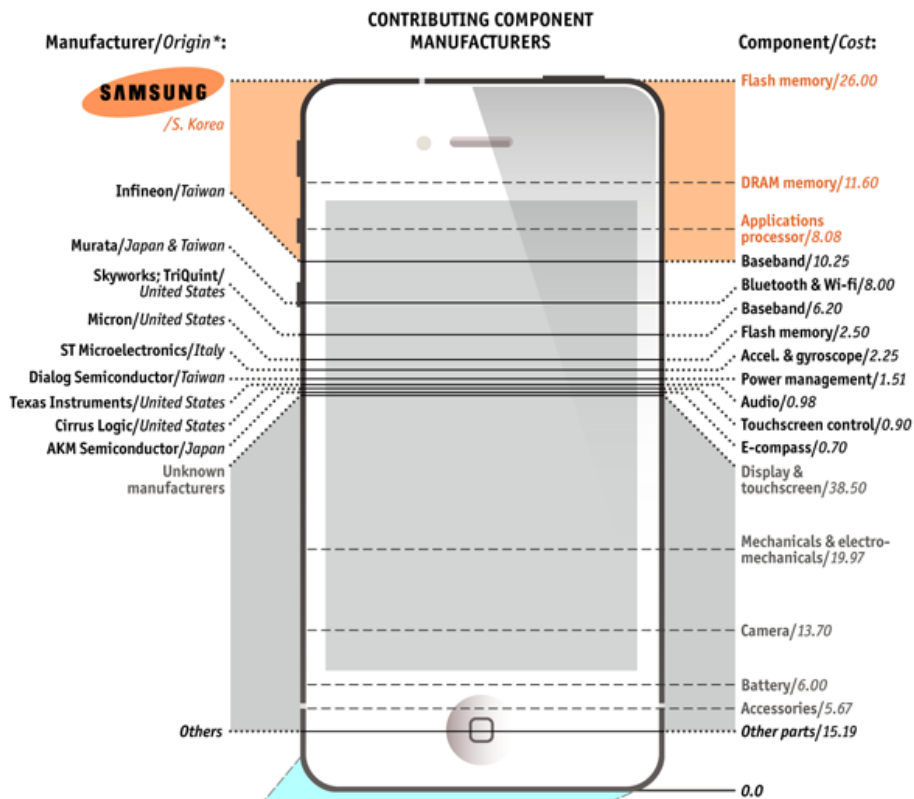 CONTRIBUTING COMPONENT
MANUFACTURERS
Manufacturer/Origin*:
SAMSUNG
/S. Korea
Infineon/Taiwan
Murata/Japan & Taiwan
Skyworks; TriQuint/
United States
Micron/United States
ST Microelectronics/Italy
Dialog Semiconductor/Taiwan
Texas Instruments/United States
Cirrus Logic/United States
AKM Semiconductor/Japan
Unknown
manufacturers
Others
Component/Cost:
Flash memory/26.00
DRAM memory/11.60
Applications
processor/8.08
Baseband/10.25
Bluetooth & Wi-fi/8.00
Baseband/6.20
Flash memory/2.50
Accel. & gyroscope/2.25
Power management/1.51
Audio/0.98
Touchscreen control/0.90
E-compass/0.70
Display &
touchscreen/38.50
Mechanicals & electro-
mechanicals/19.97
Camera/13.70
Battery/6.00
Accessories/5.67
Other parts/15.19
0.0